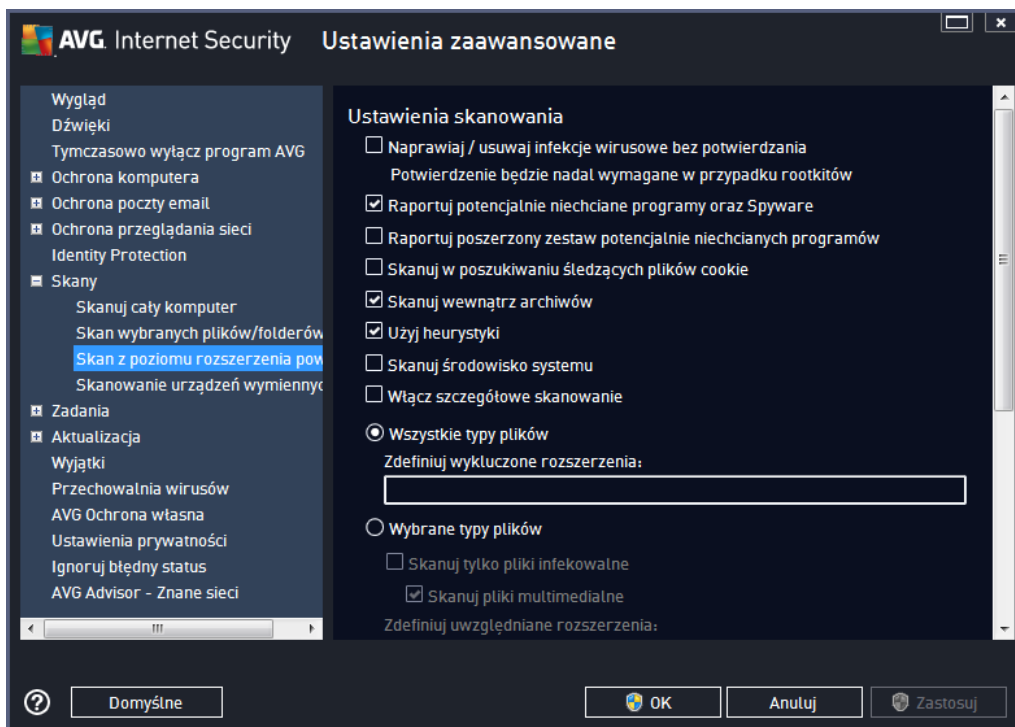 AVG. Internet Security Ustawienia zaawansowane
Wygląd
Dźwięki
Tymczasowo wyłącz program AVG
Ochrona komputera
Ochrona poczty email
Ochrona przeglądania sieci
Identity Protection
Skany
Skanuj cały komputer
Skan wybranych plików/folderów
Skan z poziomu rozszerzenia pow
Skanowanie urządzeń wymiennyc
Zadania
Aktualizacja
Wyjątki
Przechowalnia wirusów
AVG Ochrona własna
Ustawienia prywatności
Ignoruj błędny status
AVG Advisor - Znane sieci
Ustawienia skanowania
Naprawiaj / usuwaj infekcje wirusowe bez potwierdzania
Potwierdzenie będzie nadal wymagane w przypadku rootkitów
Raportuj potencjalnie niechciane programy oraz Spyware
Raportuj poszerzony zestaw potencjalnie niechcianych programów
Skanuj w poszukiwaniu śledzących plików cookie
Skanuj wewnątrz archiwów
Użyj heurystyki
Skanuj środowisko systemu
Włącz szczegółowe skanowanie
Wszystkie typy plików
Zdefiniuj wykluczone rozszerzenia:
Wybrane typy plików
Skanuj tylko pliki infekowalne
Skanuj pliki multimedialne
Zdefiniuj uwzględniane rozszerzenia:
? Domyślne OK Anuluj Zastosuj